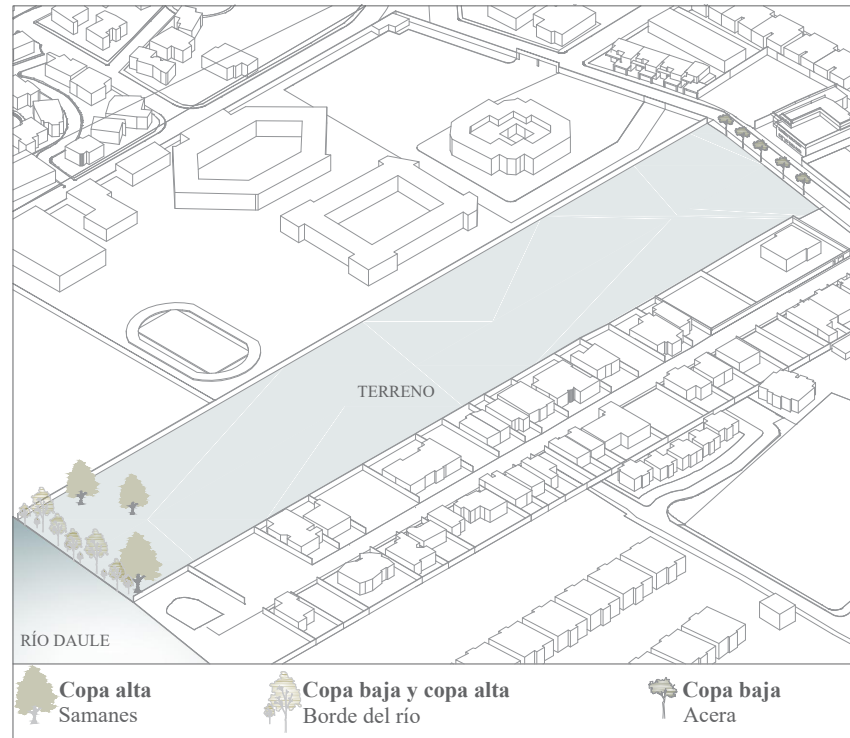 TERRENO
RÍO DAULE
Copa alta
Samanes
Copa baja y copa alta
Borde del río
Copa baja
Acera